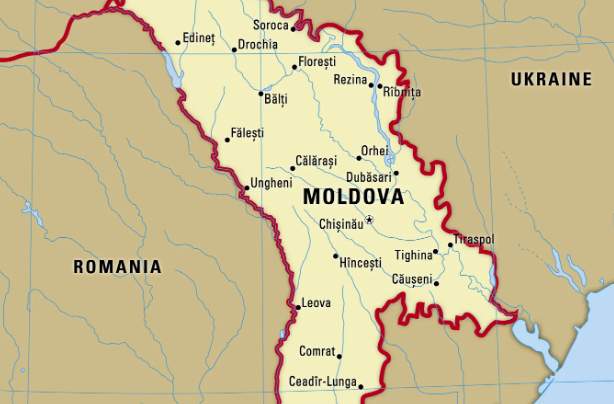 Soroca
Edineț
Drochia
Florești
UKRAINE
Rezina
Rîbnița
Bălți
Fălești
Orhei
Călărași
Dubăsari
Ungheni
MOLDOVA
Chișinău
Tiraspol
Tighina
ROMANIA
Hîncești
Căușeni
Leova
Comrat
Ceadîr-Lunga